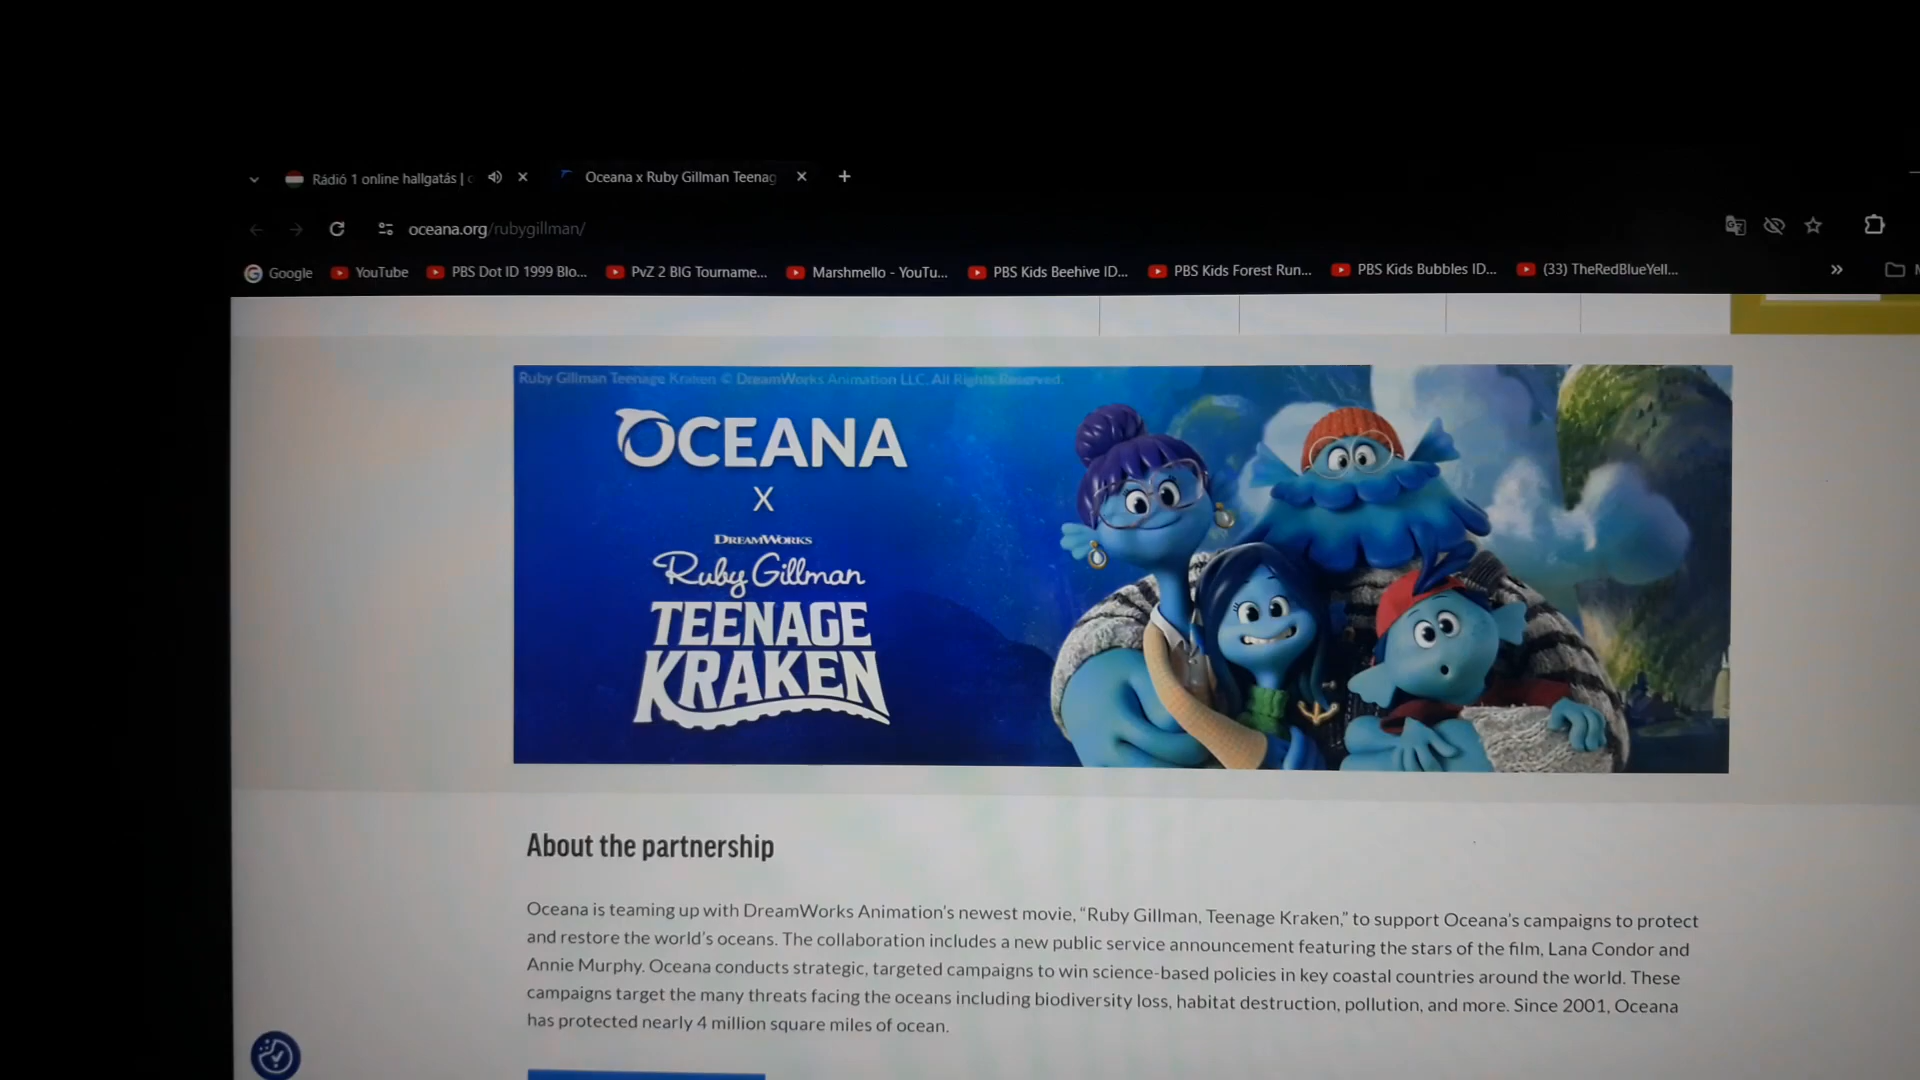 Rádió 1 online hallgatás |
Oceana x Ruby Gillman Teenag
oceana.org/rubygillman/
Google
YouTube
PBS Dot ID 1999 Blo...
PvZ 2 BIG Tourname...
Marshmello - YouTu...
PBS Kids Beehive ID...
PBS Kids Forest Run...
PBS Kids Bubbles ID...
(33) TheRedBlueYell...
Ruby Gillman Teenage Kraken © DreamWorks Animation LLC. All Rights Reserved.
OCEANA
X
DREAMWORKS
Ruby Gillman
TEENAGE
KRAKEN
About the partnership
Oceana is teaming up with DreamWorks Animation's newest movie, “Ruby Gillman, Teenage Kraken,” to support Oceana's campaigns to protect
and restore the world's oceans. The collaboration includes a new public service announcement featuring the stars of the film, Lana Condor and
Annie Murphy. Oceana conducts strategic, targeted campaigns to win science-based policies in key coastal countries around the world. These
campaigns target the many threats facing the oceans including biodiversity loss, habitat destruction, pollution, and more. Since 2001, Oceana
has protected nearly 4 million square miles of ocean.